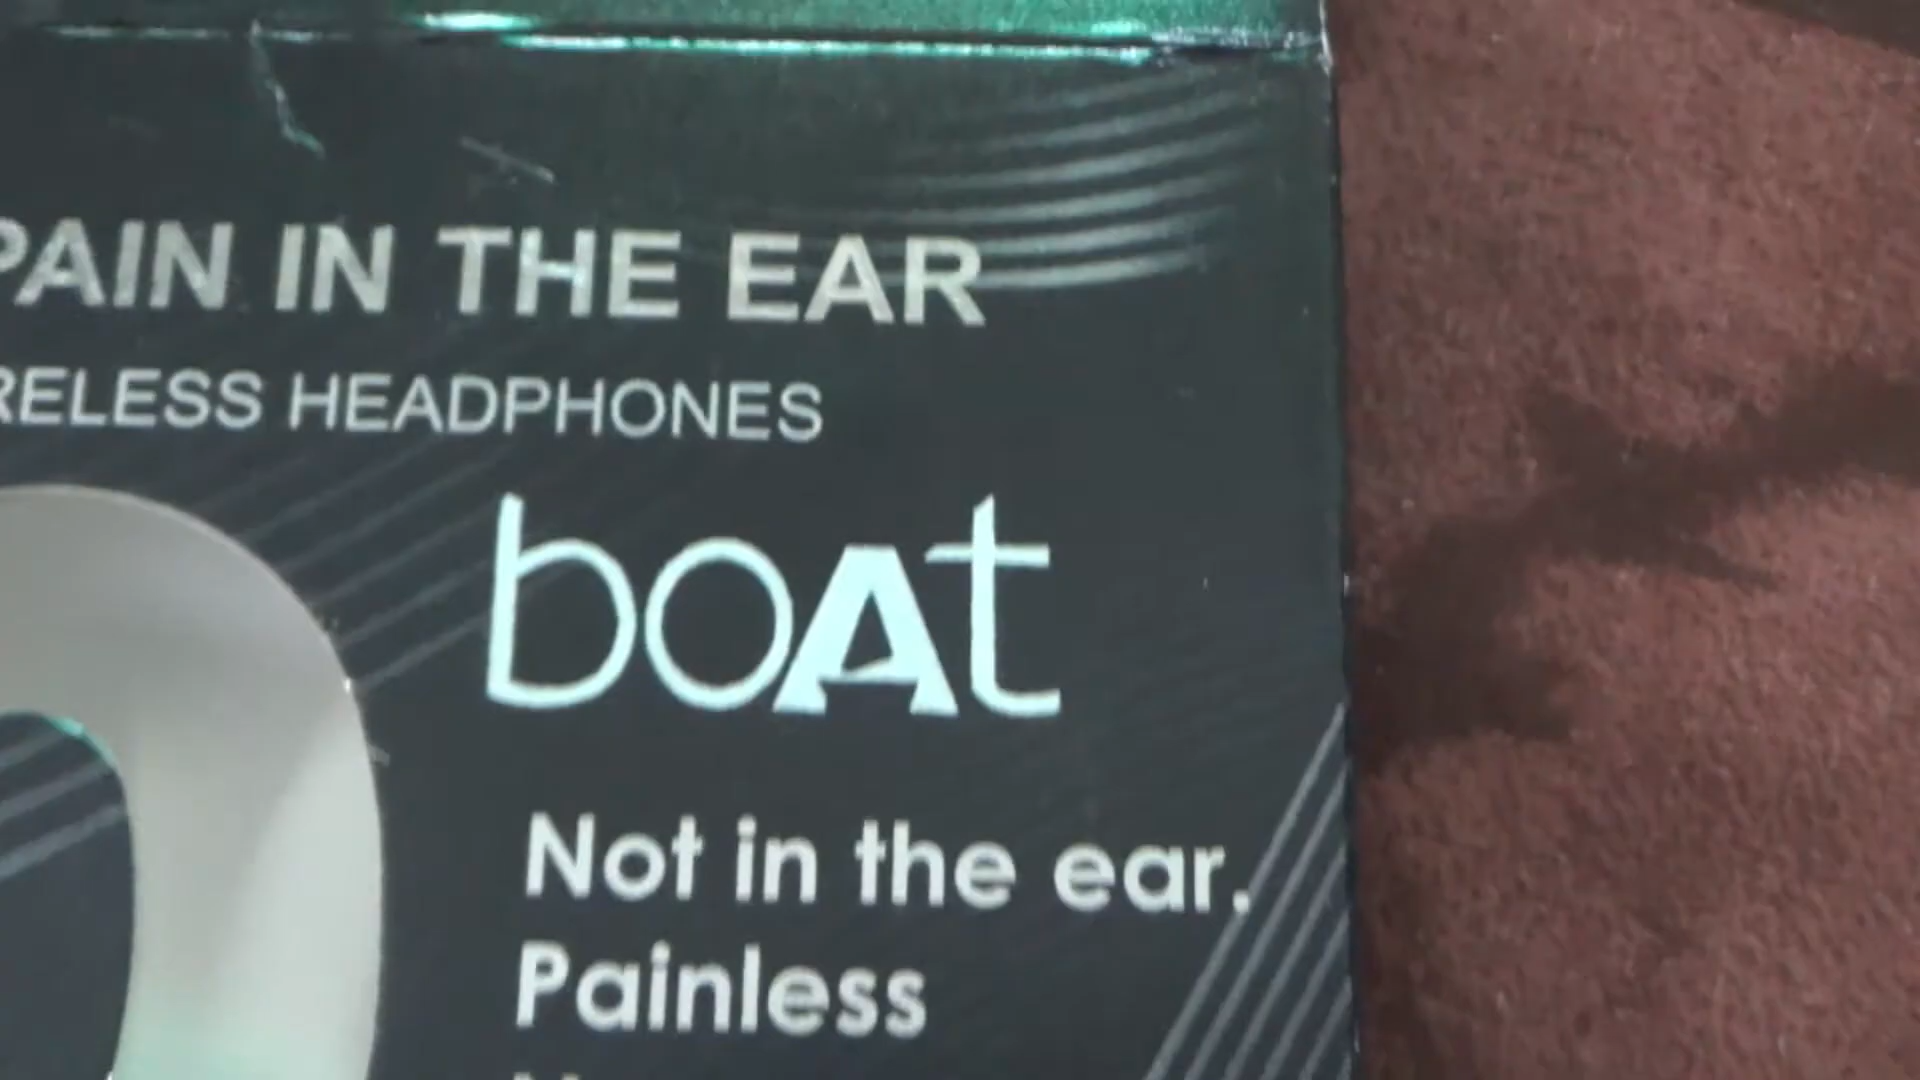 PAIN IN THE EAR
RELESS HEADPHONES
boAt
Not in the ear.
Painless